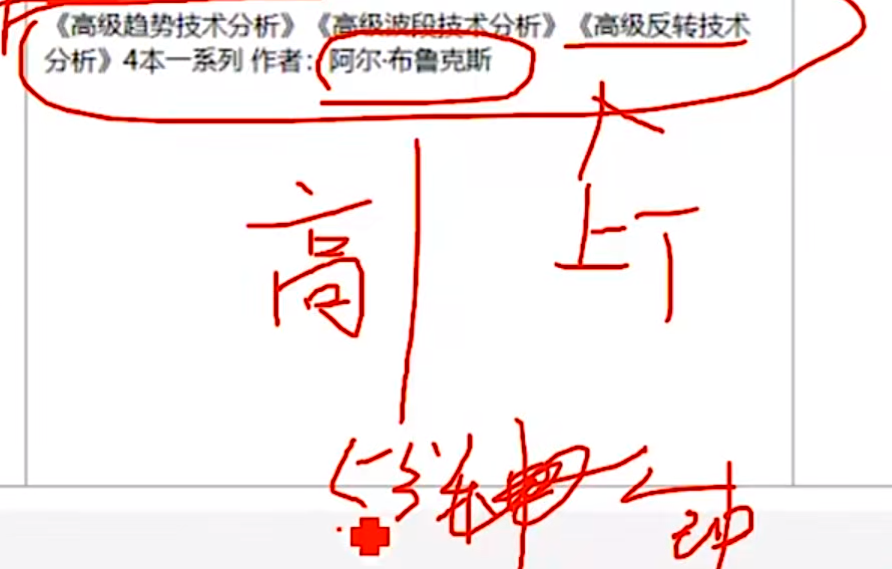 《高级趋势技术分析》《高级波段技术分析》《高级反转技术
分析》4本一系列 作者：阿尔·布鲁克斯
高
上下